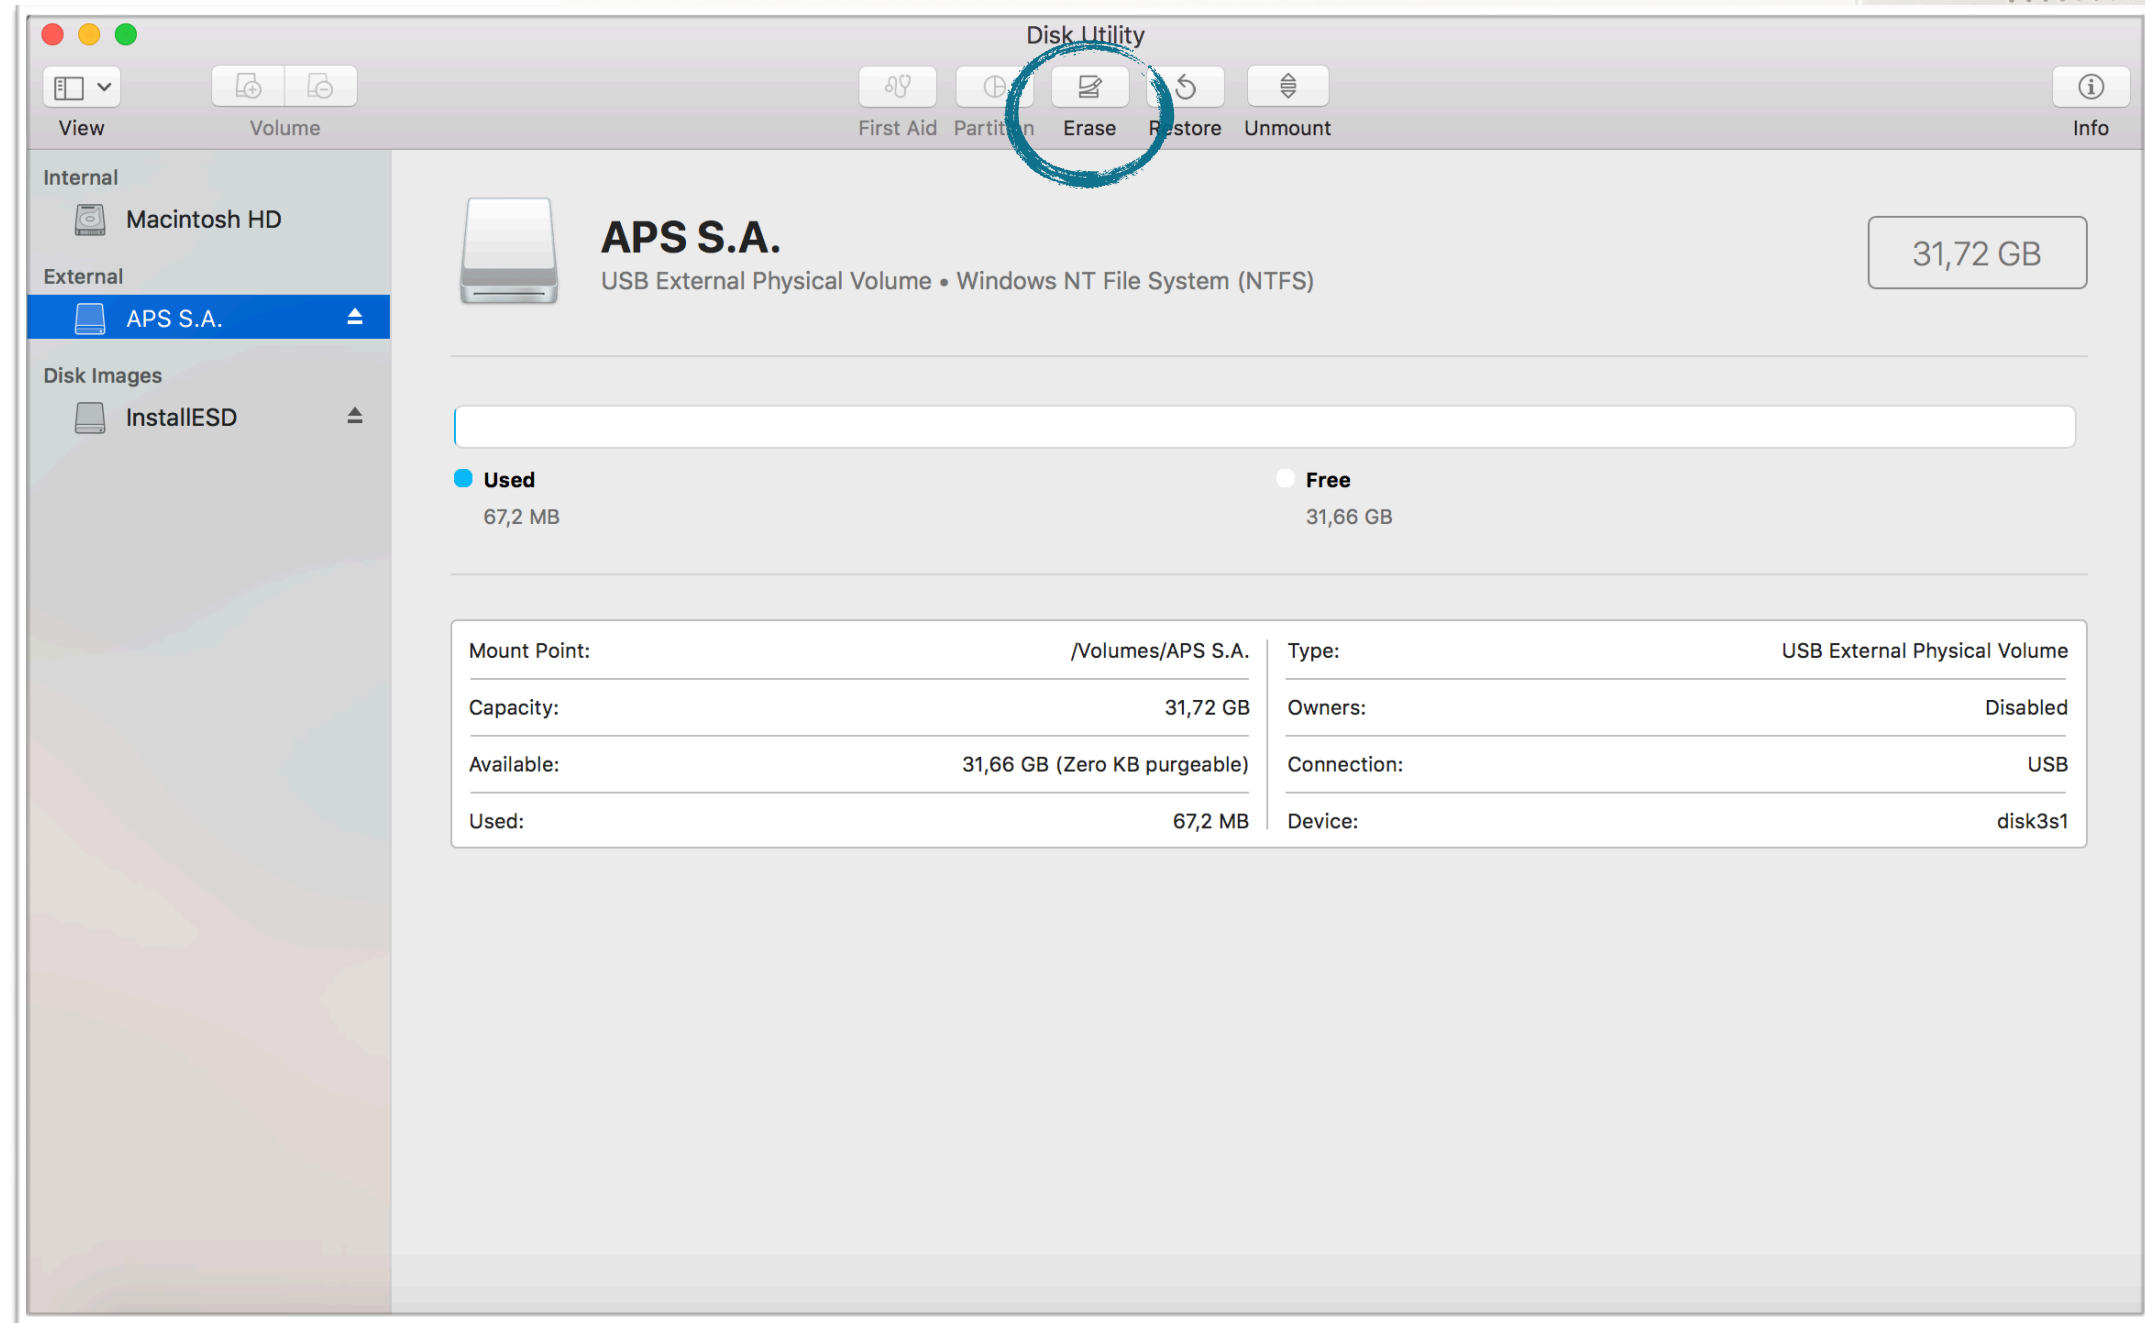 Disk Utility
View
Volume
First Aid
Partition
Erase
Restore
Unmount
Info
Internal
Macintosh HD
External
APS S.A.
Disk Images
InstallESD
APS S.A.
USB External Physical Volume • Windows NT File System (NTFS)
31,72 GB
Used
67,2 MB
Free
31,66 GB
Mount Point: /Volumes/APS S.A.
Capacity: 31,72 GB
Available: 31,66 GB (Zero KB purgeable)
Used: 67,2 MB
Type: USB External Physical Volume
Owners: Disabled
Connection: USB
Device: disk3s1